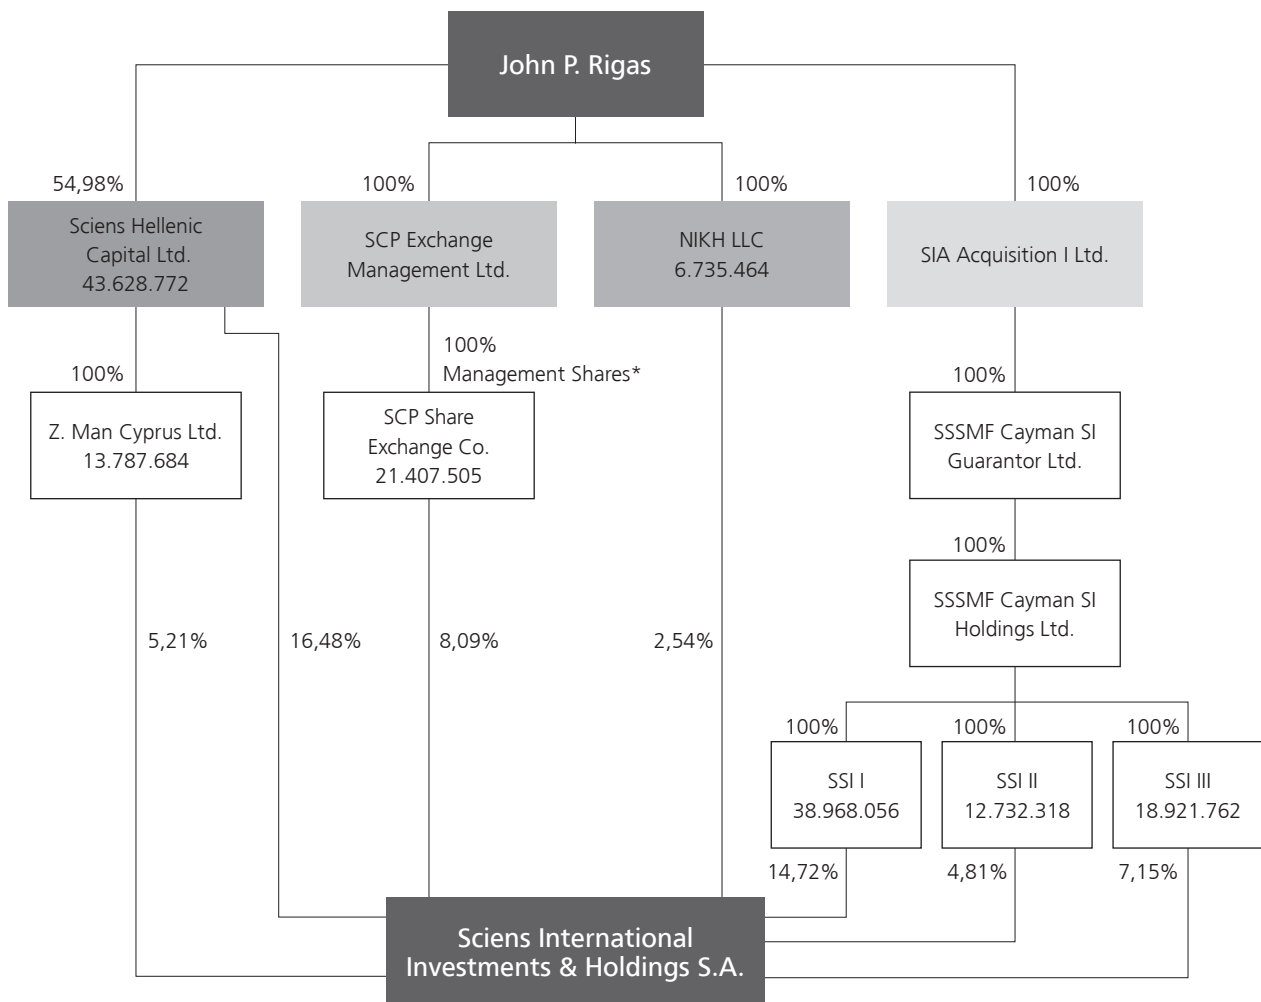 John P. Rigas
54,98%
100%
100%
100%
Sciens Hellenic
Capital Ltd.
43.628.772
SCP Exchange
Management Ltd.
NIKH LLC
6.735.464
SIA Acquisition I Ltd.
100%
100%
Management Shares*
100%
Z. Man Cyprus Ltd.
13.787.684
SCP Share
Exchange Co.
21.407.505
SSSMF Cayman SI
Guarantor Ltd.
100%
SSSMF Cayman SI
Holdings Ltd.
5,21%
16,48%
8,09%
2,54%
100%
100%
100%
SSI I
38.968.056
SSI II
12.732.318
SSI III
18.921.762
14,72%
4,81%
7,15%
Sciens International
Investments & Holdings S.A.